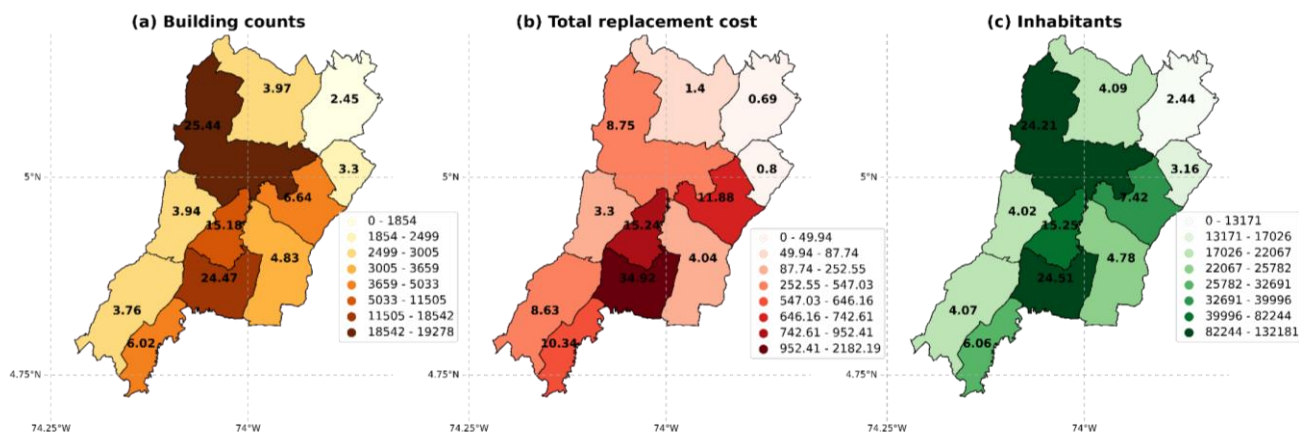 (a) Building counts
(b) Total replacement cost
(c) Inhabitants
3.97
2.45
25.44
3.3
6.64
3.94
15.18
4.83
24.47
3.76
6.02
0 - 1854
1854 - 2499
2499 - 3005
3005 - 3659
3659 - 5033
5033 - 11505
11505 - 18542
18542 - 19278
5°N
4.75°N
74.25°W
74°W
1.4
0.69
8.75
0.8
11.88
3.3
15.24
4.04
34.92
8.63
10.34
0 - 49.94
49.94 - 87.74
87.74 - 252.55
252.55 - 547.03
547.03 - 646.16
646.16 - 742.61
742.61 - 952.41
952.41 - 2182.19
5°N
4.75°N
74.25°W
74°W
4.09
2.44
24.21
3.16
7.42
4.02
15.25
4.78
24.51
4.07
6.06
0 - 13171
13171 - 17026
17026 - 22067
22067 - 25782
25782 - 32691
32691 - 39996
39996 - 82244
82244 - 132181
5°N
4.75°N
74.25°W
74°W